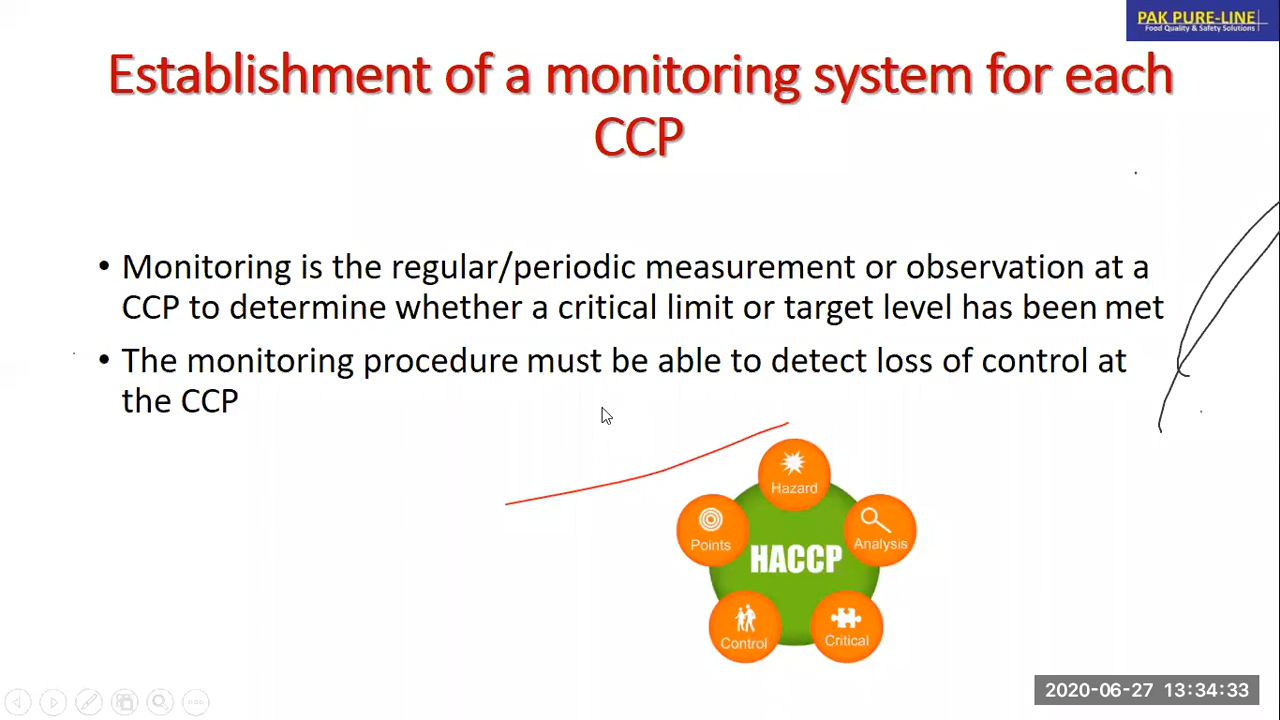 PAK PURE-LINE
Food Quality & Safety Solutions
Establishment of a monitoring system for each
CCP
• Monitoring is the regular/periodic measurement or observation at a
CCP to determine whether a critical limit or target level has been met
• The monitoring procedure must be able to detect loss of control at
the CCP
Hazard
Points
Analysis
HACCP
Control
Critical
2020-06-27 13:34:33